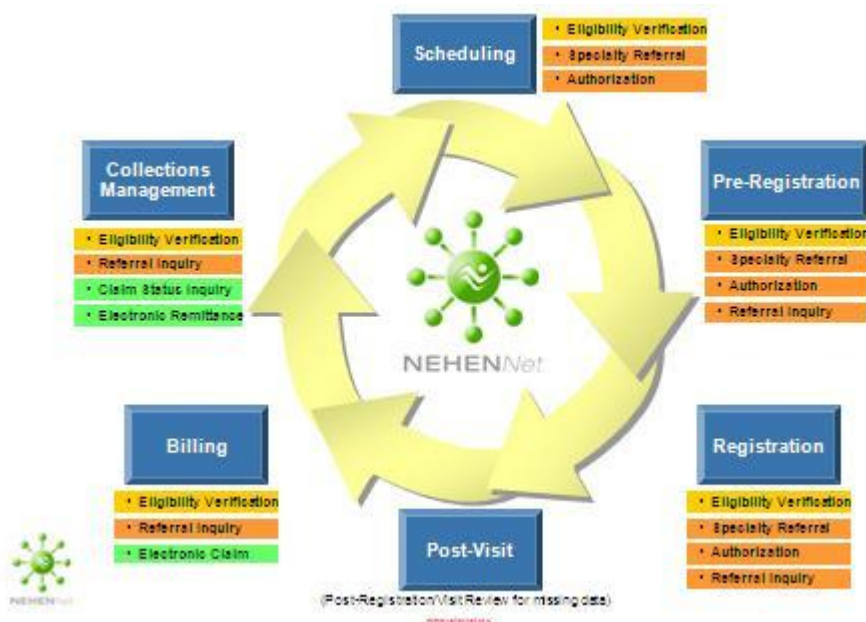 Scheduling
• Eligibility Verification
• Specialty Referral
• Authorization
Collections
Management
• Eligibility Verification
• Referral Inquiry
• Claim Status Inquiry
• Electronic Remittance
Pre-Registration
• Eligibility Verification
• Specialty Referral
• Authorization
• Referral Inquiry
NEHENNet
Billing
• Eligibility Verification
• Referral Inquiry
• Electronic Claim
Registration
• Eligibility Verification
• Specialty Referral
• Authorization
• Referral Inquiry
Post-Visit
(Post-Registration/Visit Review for missing data)
NEHENNet